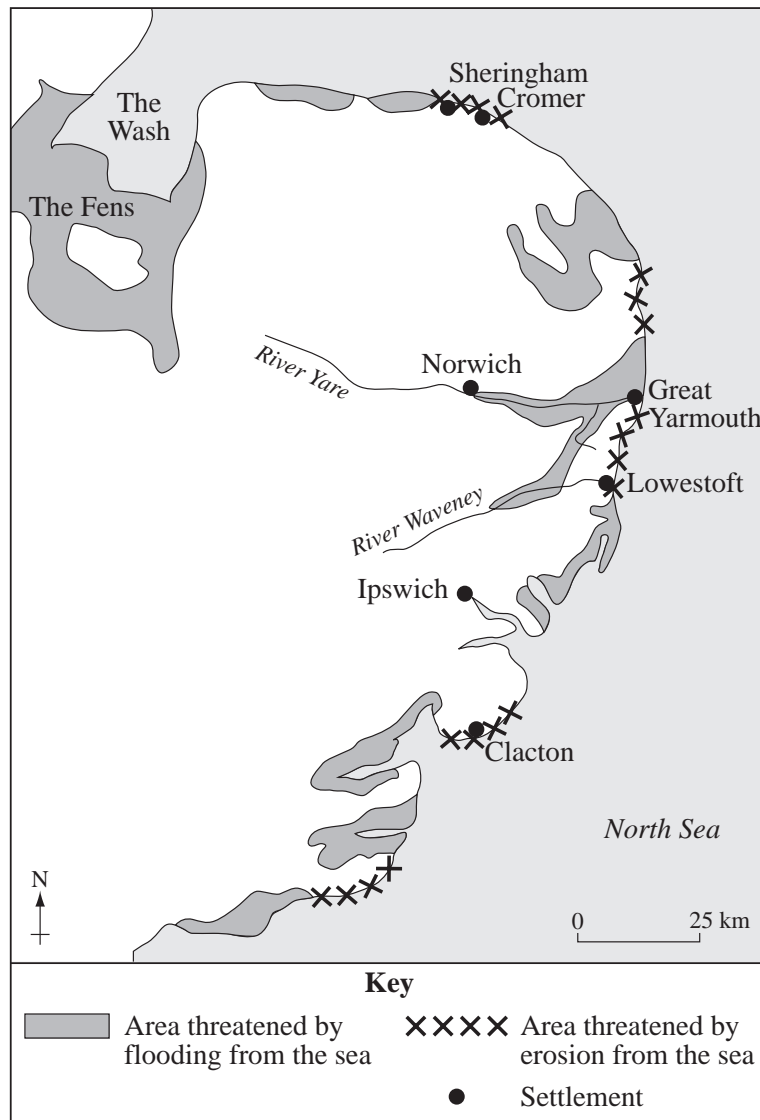 Sheringham
Cromer
The
Wash
The Fens
River Yare
Norwich
Great
Yarmouth
Lowestoft
River Waveney
Ipswich
Clacton
North Sea
N
0 25 km
Key
Area threatened by
flooding from the sea
Area threatened by
erosion from the sea
Settlement